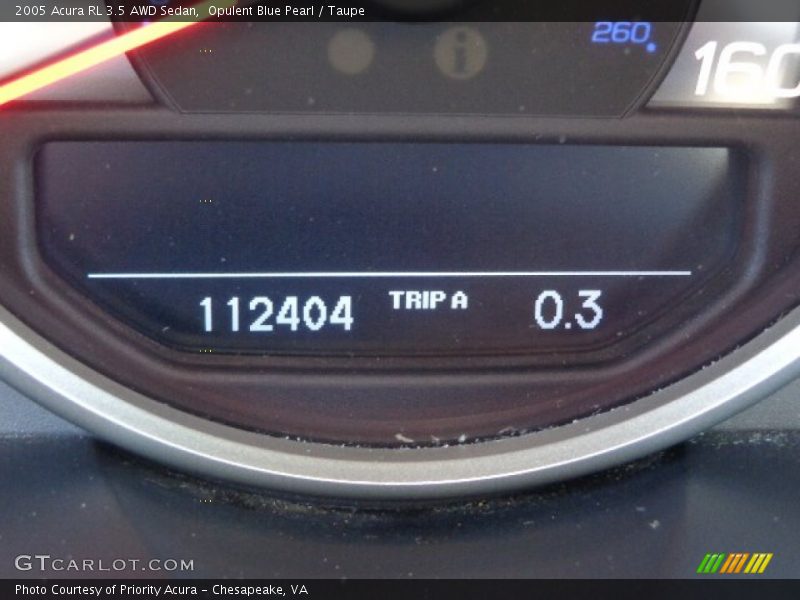 2005 Acura RL 3.5 AWD Sedan, Opulent Blue Pearl / Taupe
260
160
112404 TRIP A 0.3
GTCARLOT.COM
Photo Courtesy of Priority Acura – Chesapeake, VA